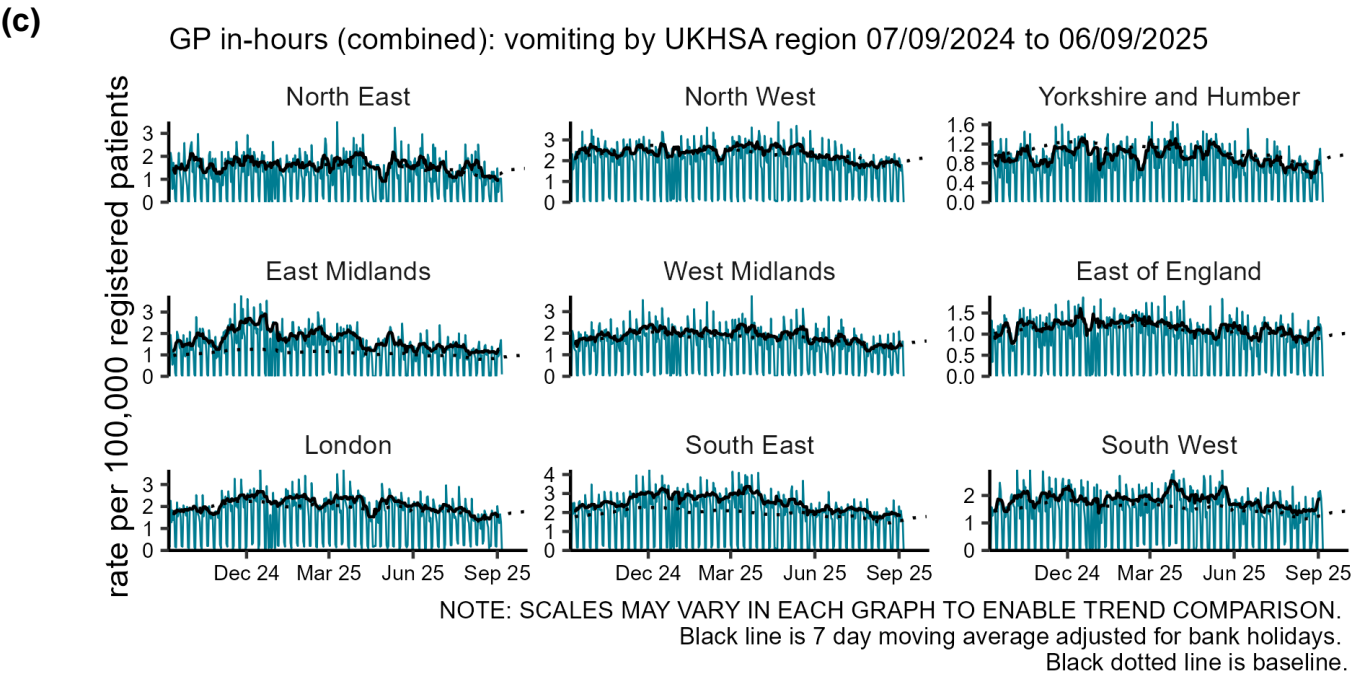 (c)
GP in-hours (combined): vomiting by UKHSA region 07/09/2024 to 06/09/2025
rate per 100,000 registered patients
North East
3
2
1
0
North West
3
2
1
0
Yorkshire and Humber
1.6
1.2
0.8
0.4
0.0
East Midlands
3
2
1
0
West Midlands
3
2
1
0
East of England
1.5
1.0
0.5
0.0
London
3
2
1
0
Dec 24 Mar 25 Jun 25 Sep 25
South East
4
3
2
1
0
Dec 24 Mar 25 Jun 25 Sep 25
South West
2
1
0
Dec 24 Mar 25 Jun 25 Sep 25
NOTE: SCALES MAY VARY IN EACH GRAPH TO ENABLE TREND COMPARISON.
Black line is 7 day moving average adjusted for bank holidays.
Black dotted line is baseline.